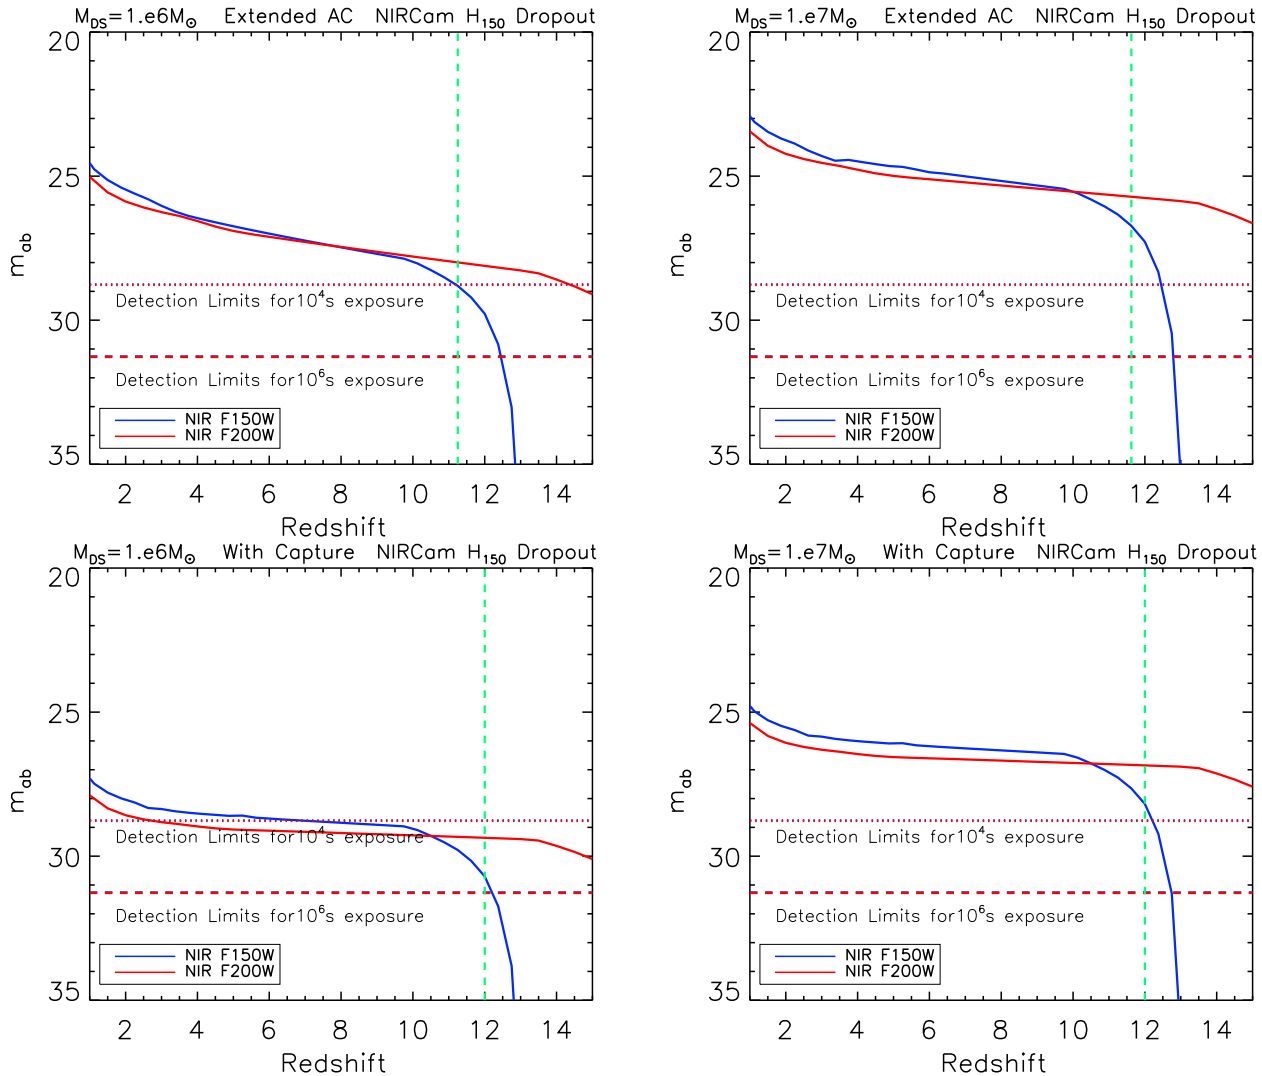 M_DS=1.e6M⊙ Extended AC NIRCam H_150 Dropout
20
25
30
35
m_ab
Detection Limits for10^4s exposure
Detection Limits for10^6s exposure
NIR F150W
NIR F200W
2 4 6 8 10 12 14
Redshift
M_DS=1.e7M⊙ Extended AC NIRCam H_150 Dropout
20
25
30
35
m_ab
Detection Limits for10^4s exposure
Detection Limits for10^6s exposure
NIR F150W
NIR F200W
2 4 6 8 10 12 14
Redshift
M_DS=1.e6M⊙ With Capture NIRCam H_150 Dropout
20
25
30
35
m_ab
Detection Limits for10^4s exposure
Detection Limits for10^6s exposure
NIR F150W
NIR F200W
2 4 6 8 10 12 14
Redshift
M_DS=1.e7M⊙ With Capture NIRCam H_150 Dropout
20
25
30
35
m_ab
Detection Limits for10^4s exposure
Detection Limits for10^6s exposure
NIR F150W
NIR F200W
2 4 6 8 10 12 14
Redshift